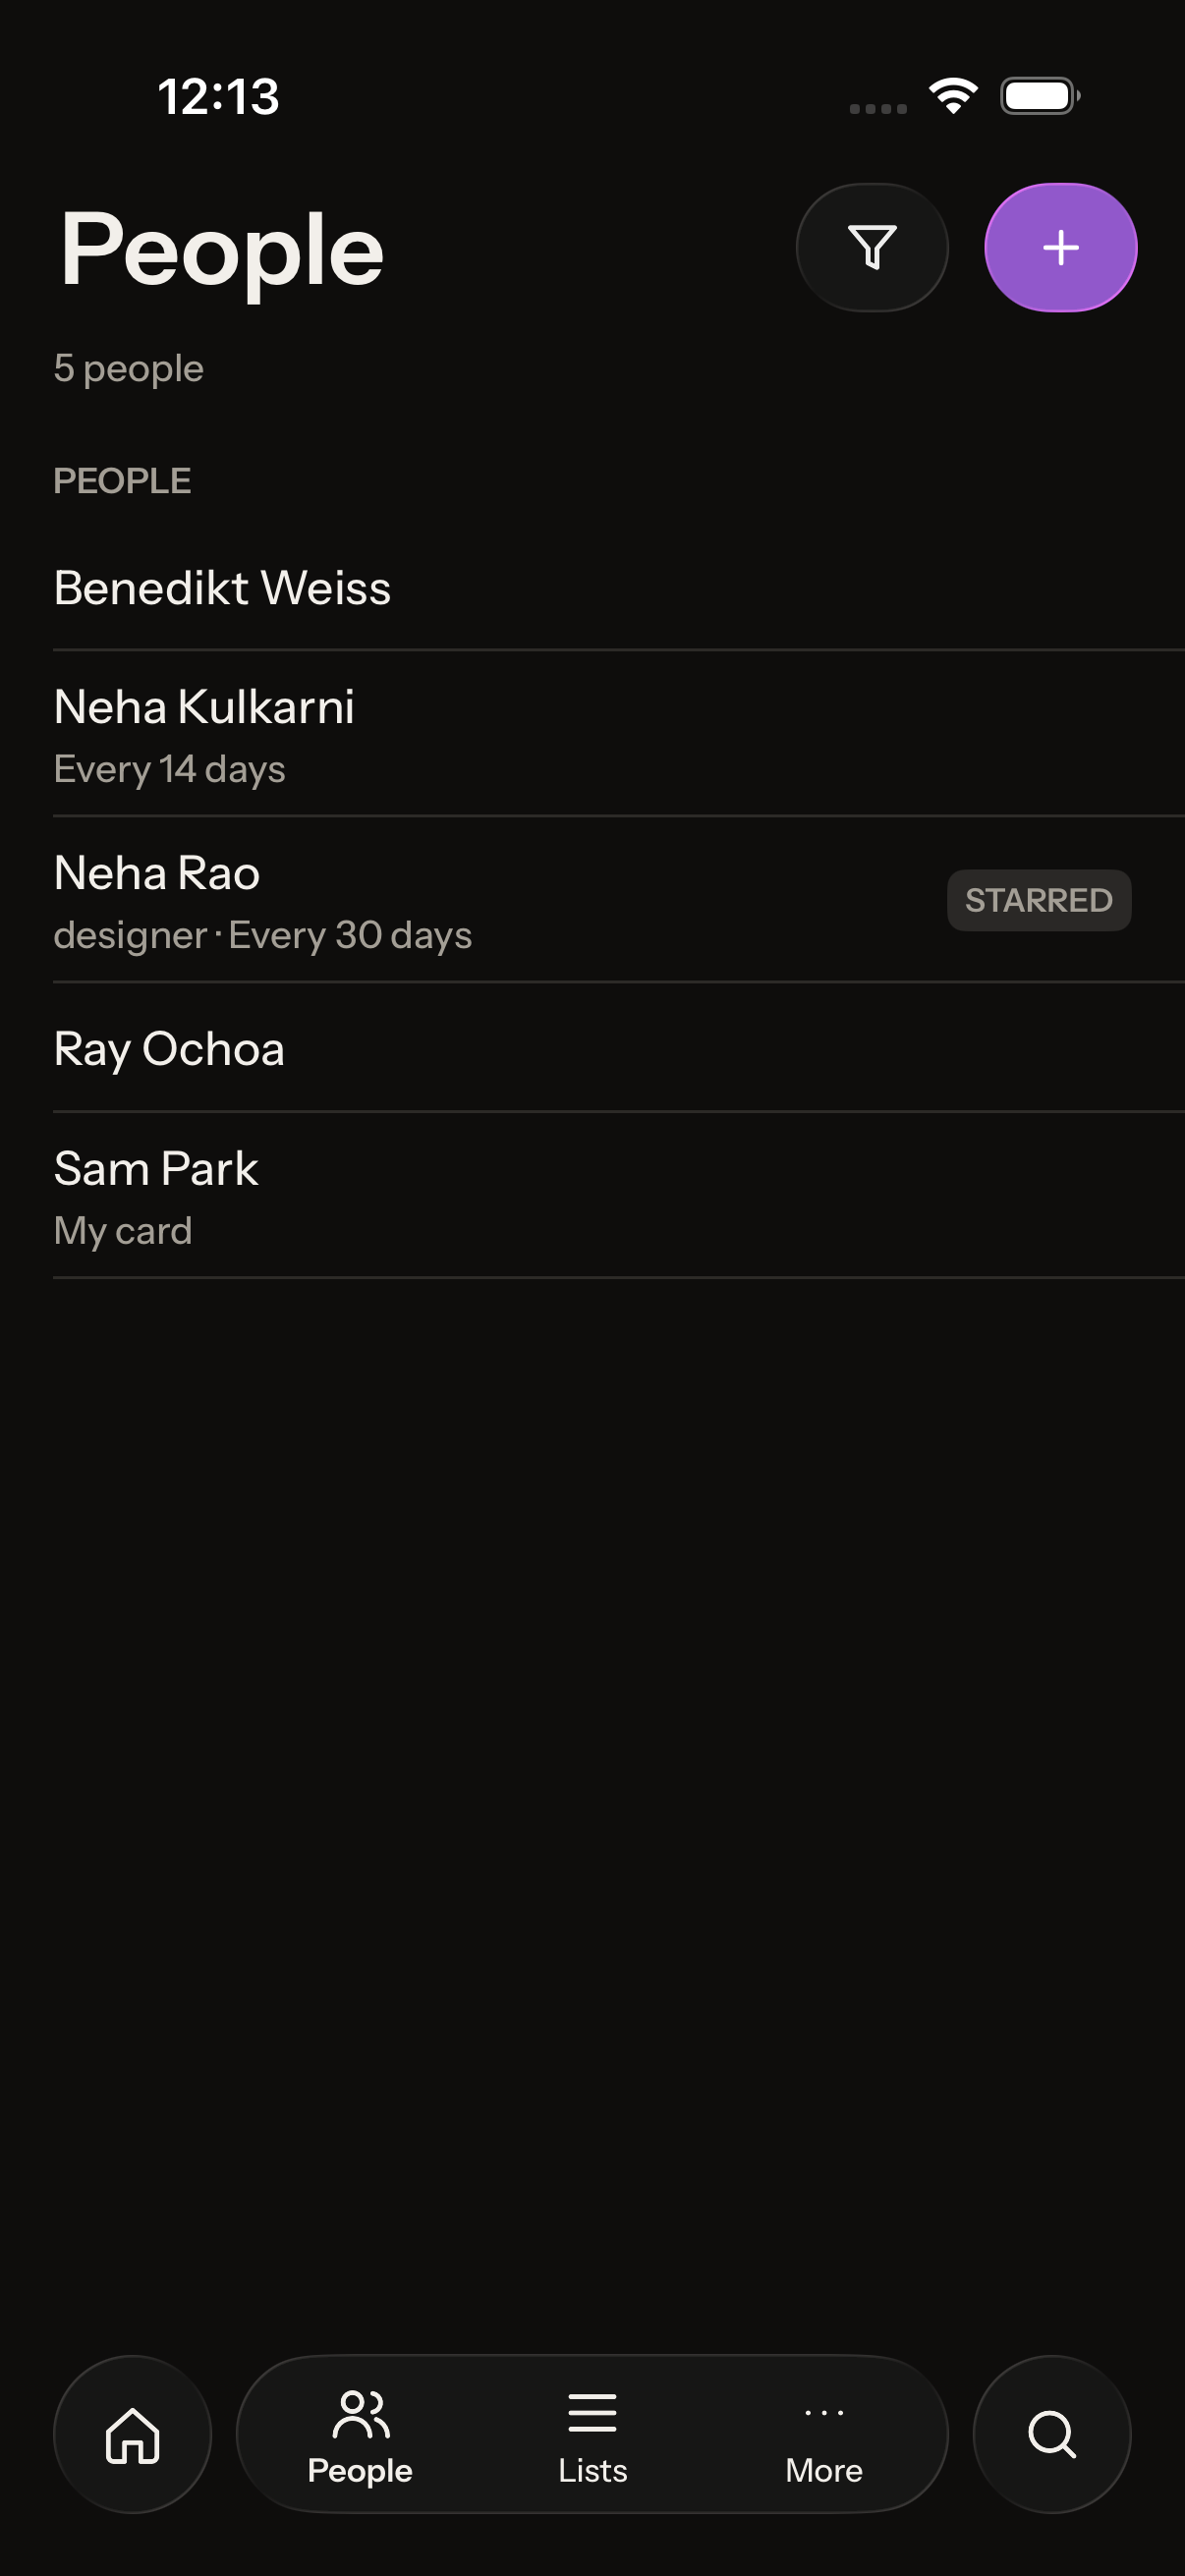 12:13
People
5 people
PEOPLE
Benedikt Weiss
Neha Kulkarni
Every 14 days
Neha Rao
designer · Every 30 days
STARRED
Ray Ochoa
Sam Park
My card
People
Lists
More